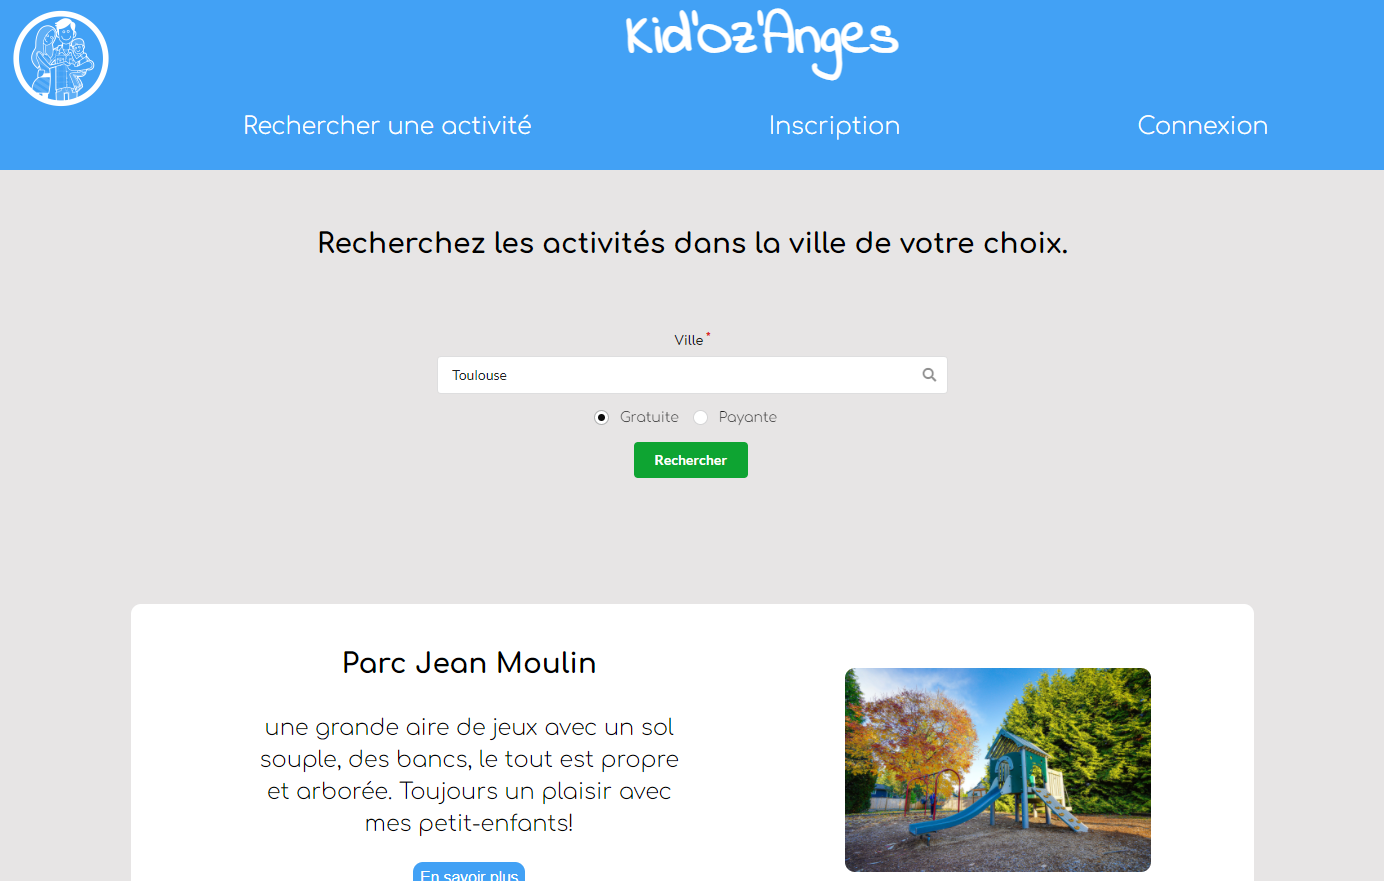 Kid'Oz'Anges
Rechercher une activité
Inscription
Connexion
Recherchez les activités dans la ville de votre choix.
Ville *
Toulouse
Gratuite
Payante
Rechercher
Parc Jean Moulin
une grande aire de jeux avec un sol
souple, des bancs, le tout est propre
et arborée. Toujours un plaisir avec
mes petit-enfants!
En savoir plus